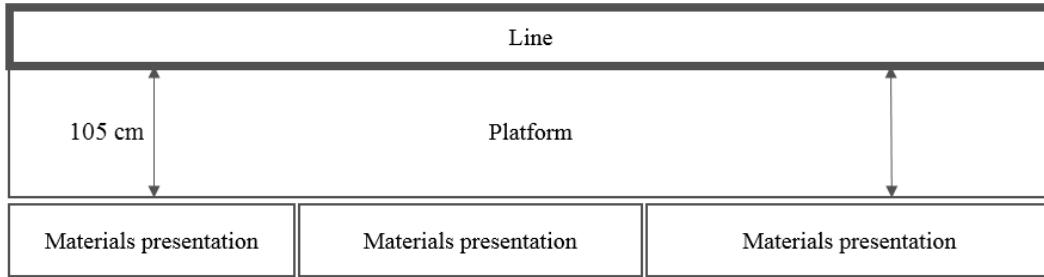 Line
105 cm
Platform
Materials presentation
Materials presentation
Materials presentation